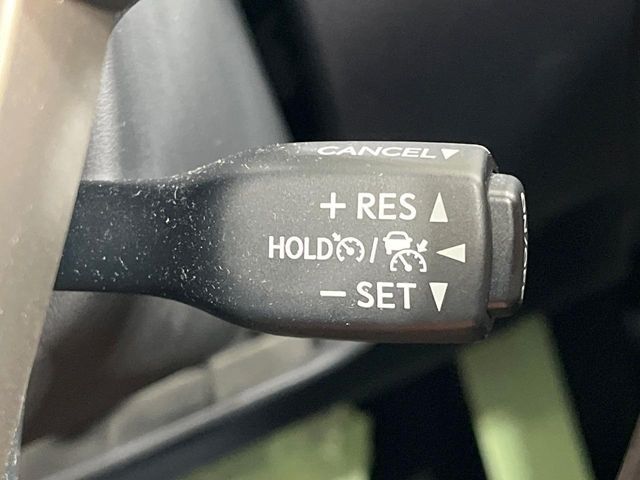 CANCEL▼
+ RES ▲
HOLD / ◀
− SET ▼